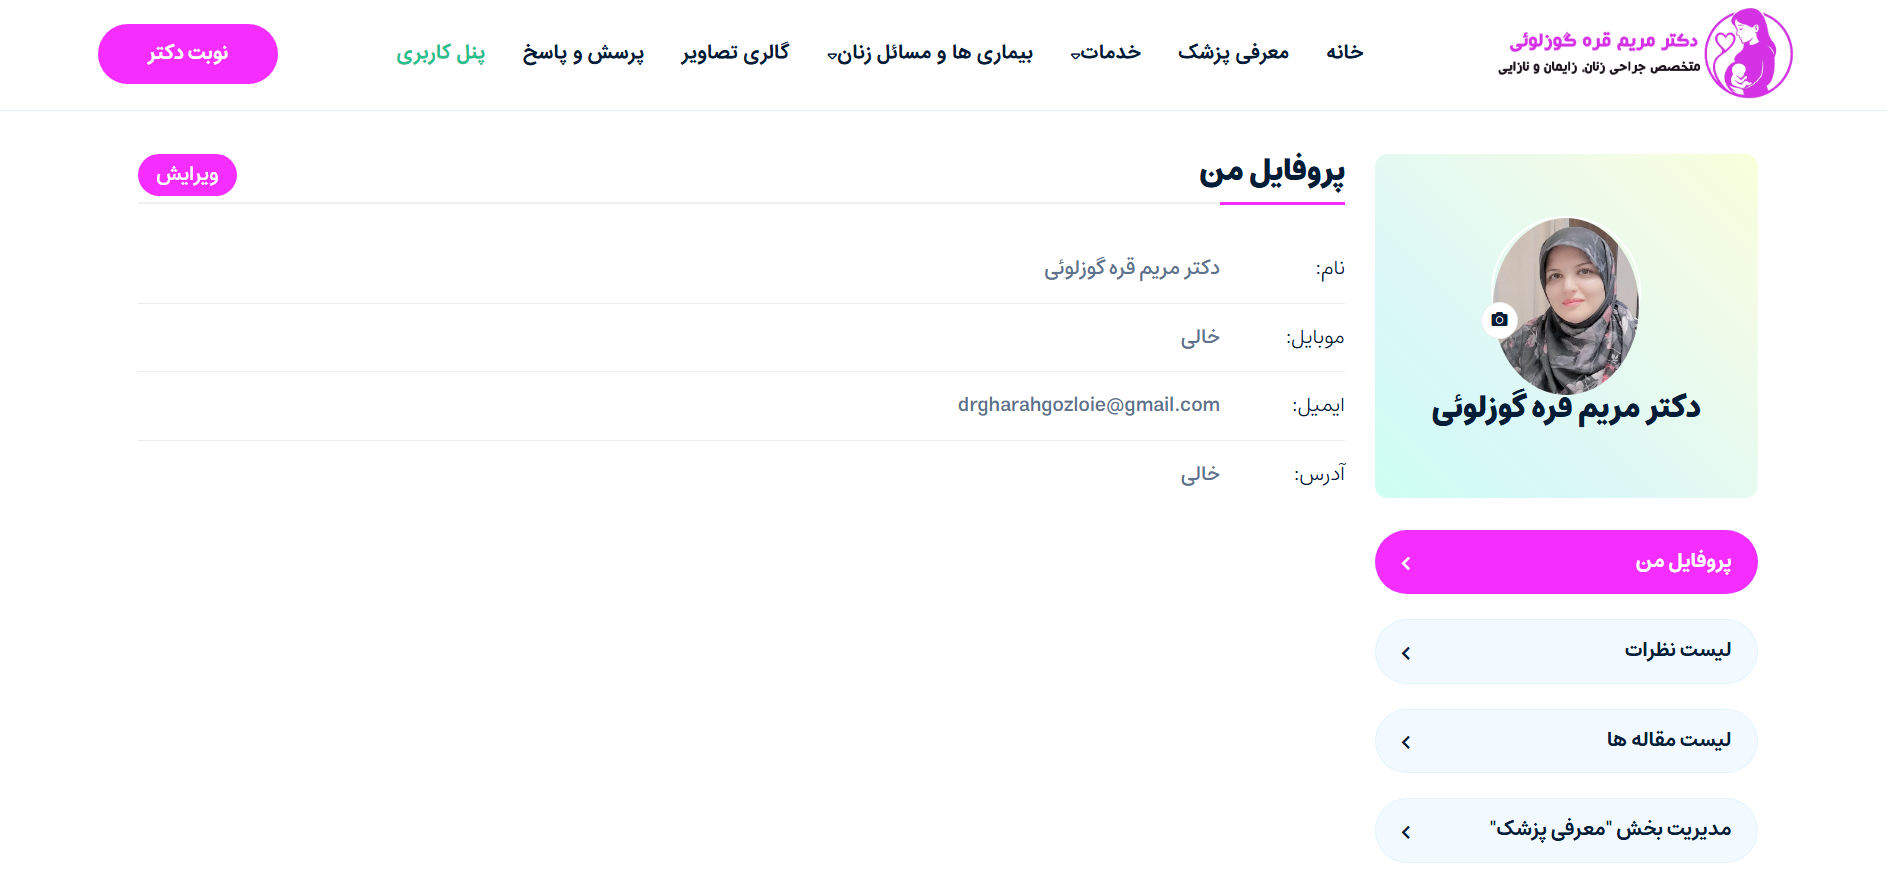 دکتر مریم قره گوزلوئی
متخصص جراحی زنان، زایمان و نازایی
خانه
معرفی پزشک
خدمات
بیماری ها و مسائل زنان
گالری تصاویر
پرسش و پاسخ
پنل کاربری
نوبت دکتر
دکتر مریم قره گوزلوئی
پروفایل من
لیست نظرات
لیست مقاله ها
مدیریت بخش "معرفی پزشک"
پروفایل من
ویرایش
نام: دکتر مریم قره گوزلوئی
موبایل: خالی
ایمیل: drgharahgozloie@gmail.com
آدرس: خالی